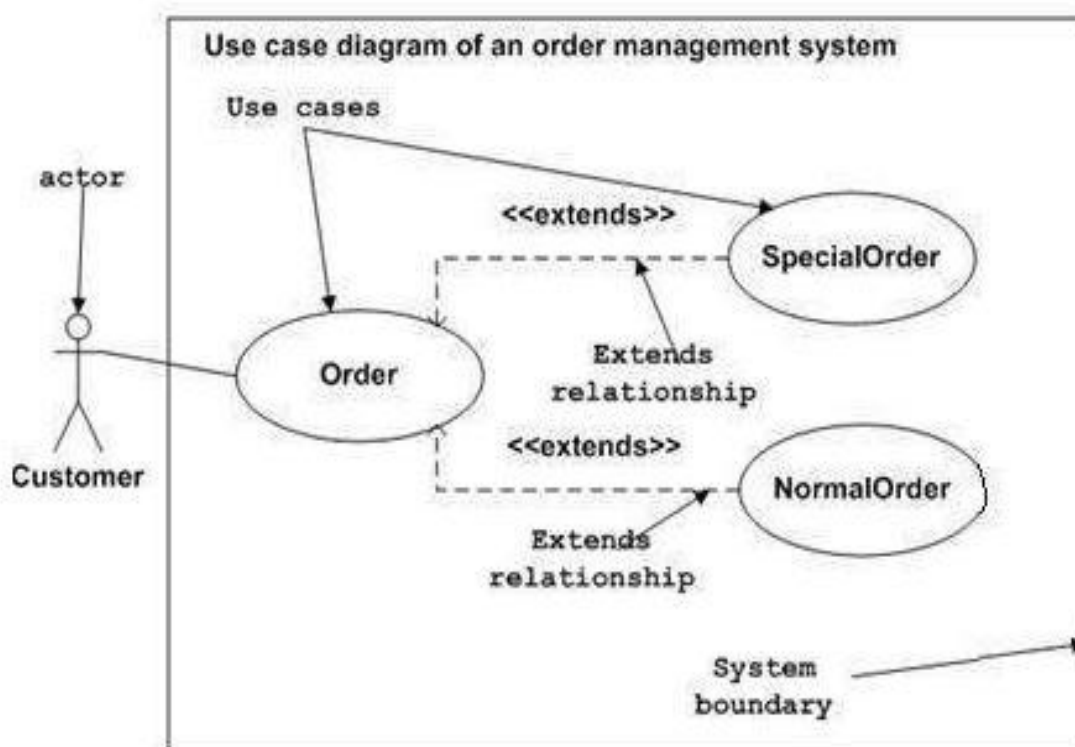 Use case diagram of an order management system
Use cases
actor
<<extends>>
SpecialOrder
Extends
relationship
Order
<<extends>>
Customer
NormalOrder
Extends
relationship
System
boundary